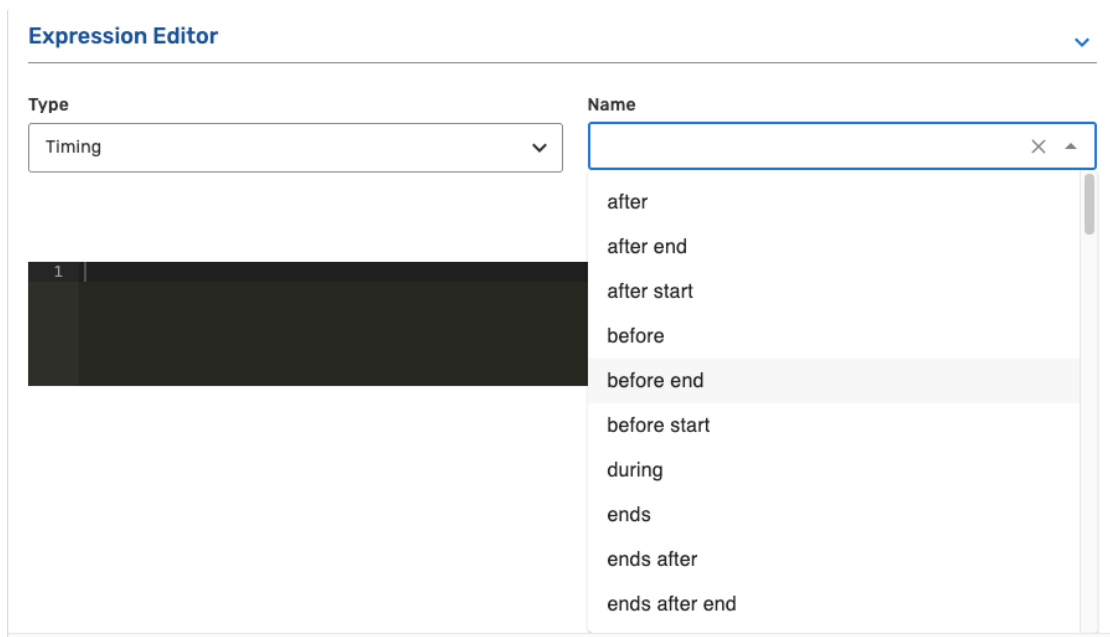 Expression Editor
Type
Name
Timing
after
after end
after start
before
before end
before start
during
ends
ends after
ends after end
1